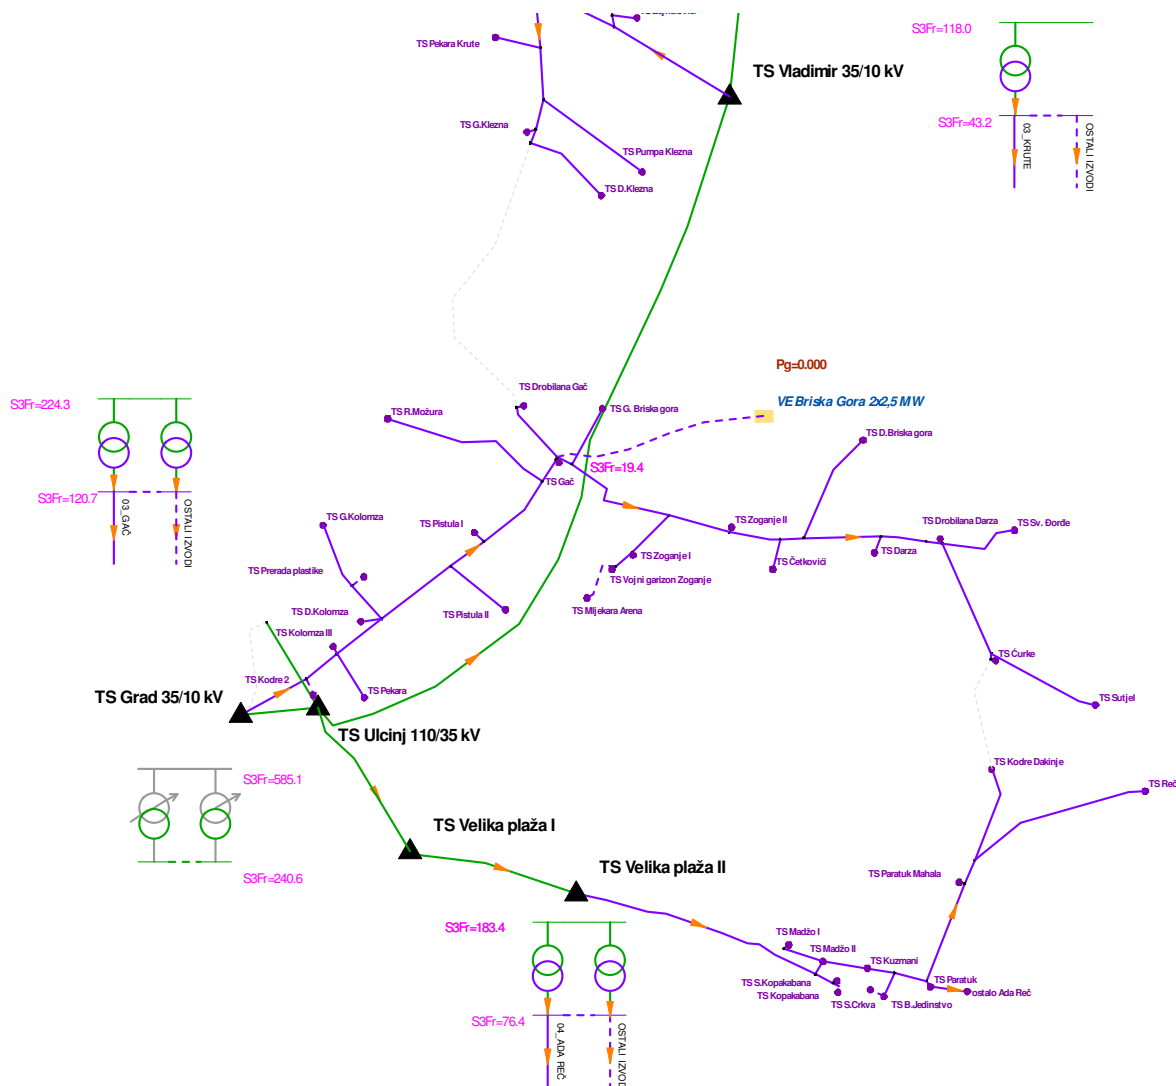 S3Fr=118.0
TS Pekara Krute
TS Vladimir 35/10 kV
S3Fr=43.2
03_KRUTE
OSTALI IZVODI
TS G.Klezna
TS Pumpa Klezna
TS D.Klezna
Pg=0.000
VE Briska Gora 2x2,5 MW
TS Drobilana Gač
S3Fr=224.3
TS R.Možura
TS G. Briska gora
TS D.Briska gora
S3Fr=19.4
TS Gač
S3Fr=120.7
03_GAČ
OSTALI IZVODI
TS G.Kolomza
TS Pistula I
TS Zoganje II
TS Drobilana Darza
TS Sv. Đorđe
TS Zoganje I
TS Četkovići
TS Darza
TS Prerada plastike
TS Vojni garizon Zoganje
TS D.Kolomza
TS Pistula II
TS Mljekara Arena
TS Kolomza III
TS Ćurke
TS Kodre 2
TS Pekara
TS Grad 35/10 kV
TS Sutjel
TS Ulcinj 110/35 kV
S3Fr=585.1
TS Kodre Dakinje
TS Reč
TS Velika plaža I
S3Fr=240.6
TS Velika plaža II
TS Paratuk Mahala
S3Fr=183.4
TS Madžo I
TS Madžo II
TS Kuzmani
TS S.Kopakabana
TS Paratuk
TS Kopakabana
ostalo Ada Reč
TS S.Crkva
TS B.Jedinstvo
S3Fr=76.4
04_ADA REČ
OSTALI IZVODI